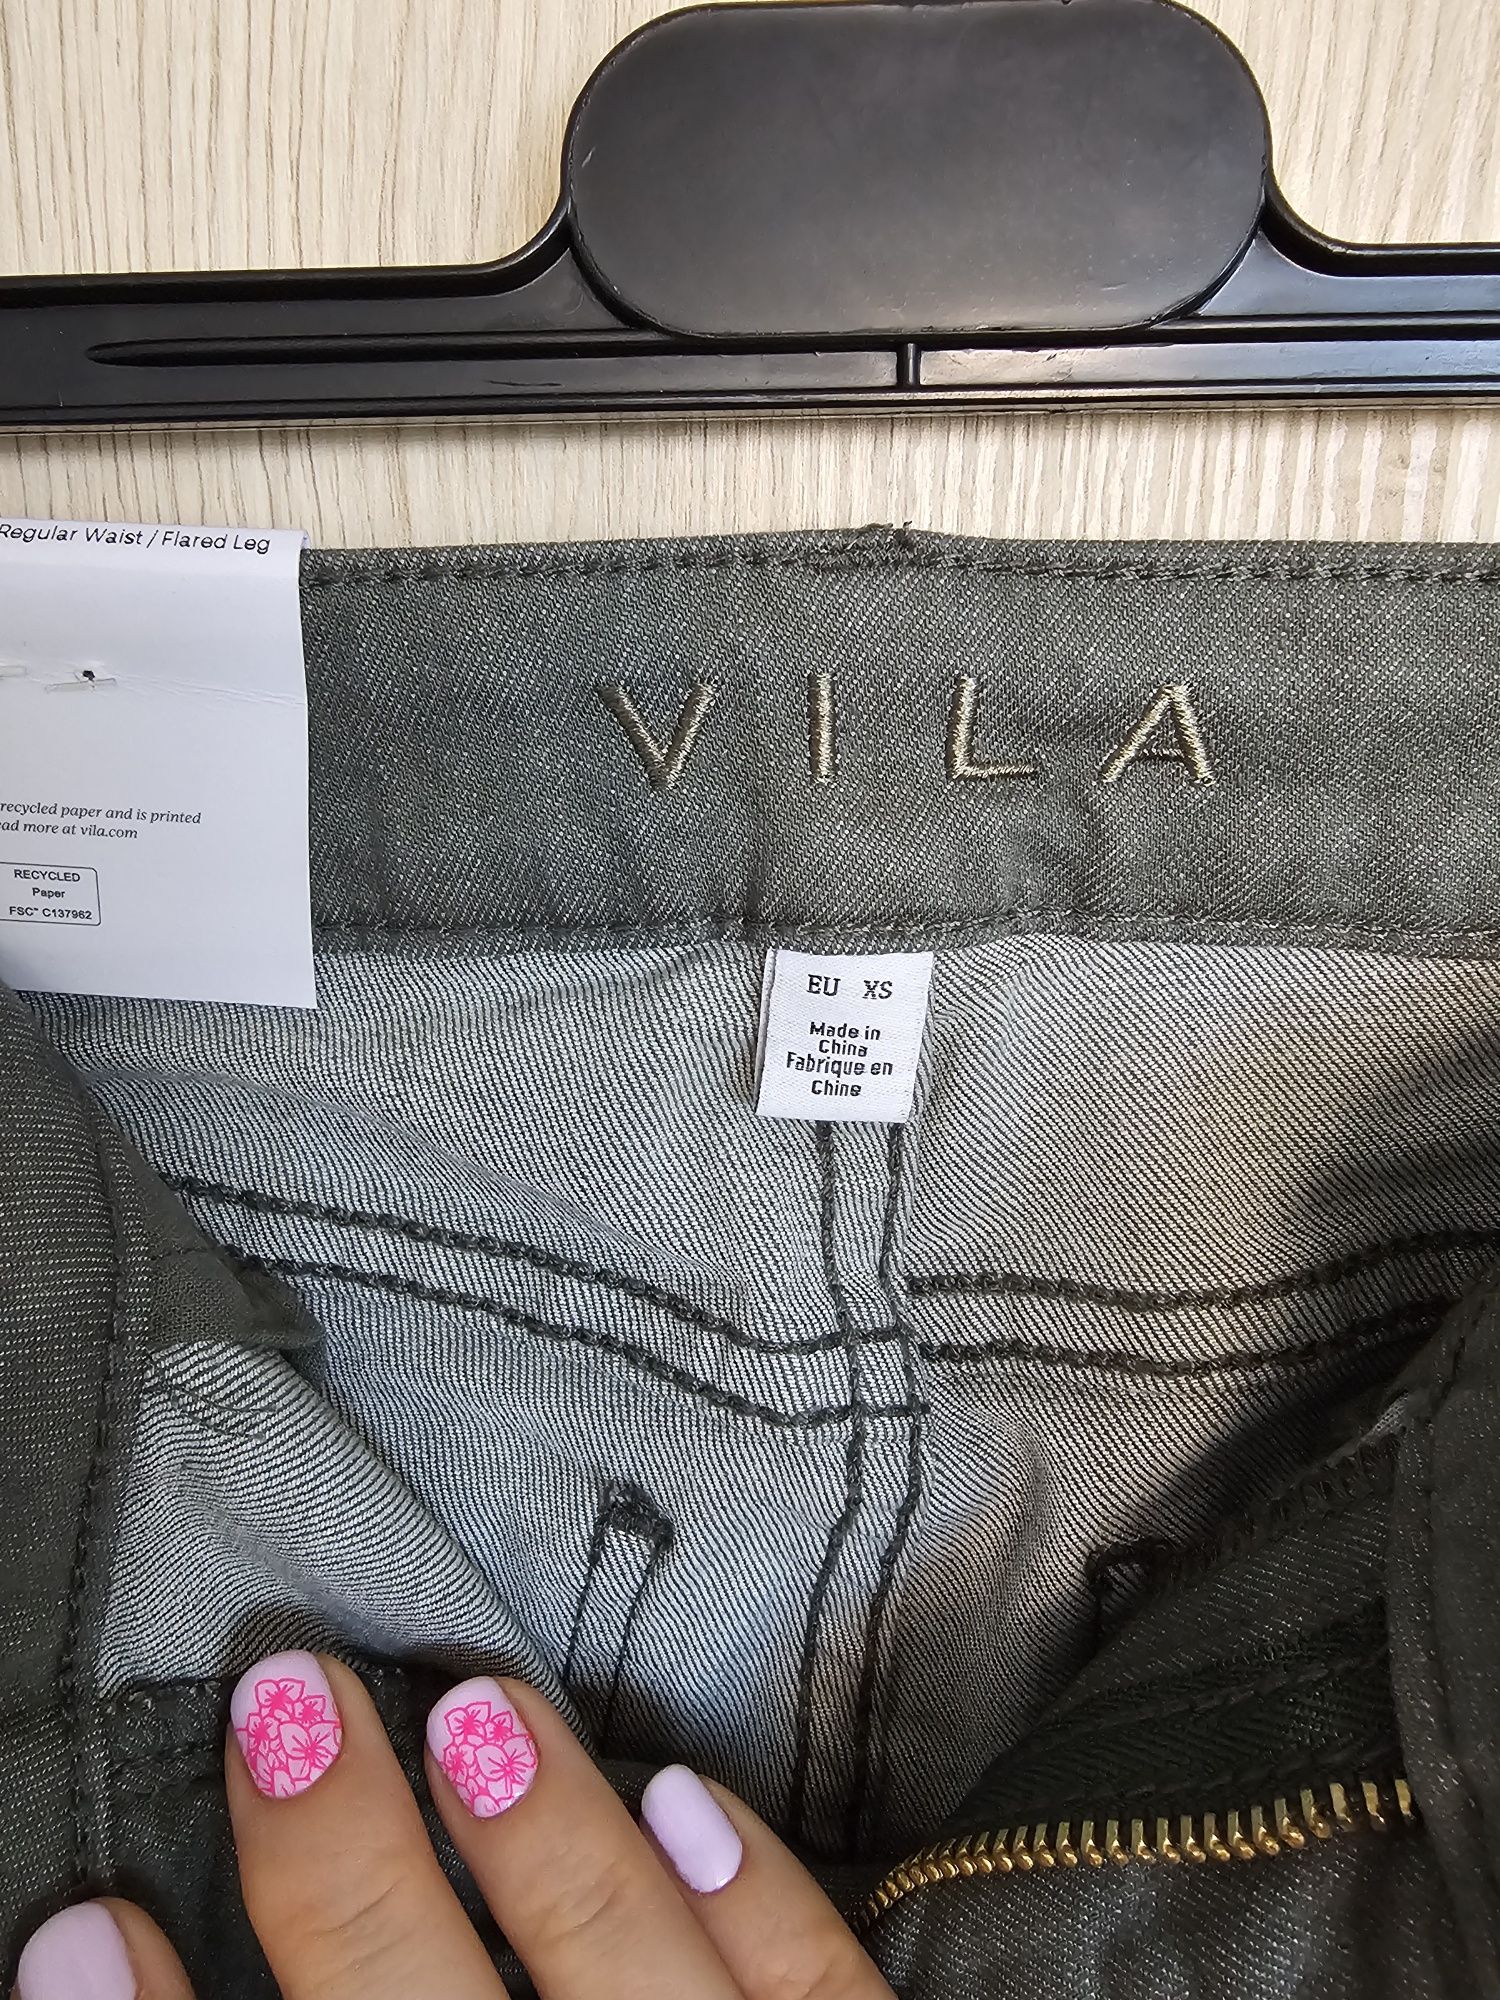 Regular Waist / Flared Leg
VILA
recycled paper and is printed
ead more at vila.com
RECYCLED
Paper
FSC™ C137962
EU XS
Made in
China
Fabrique en
Chine